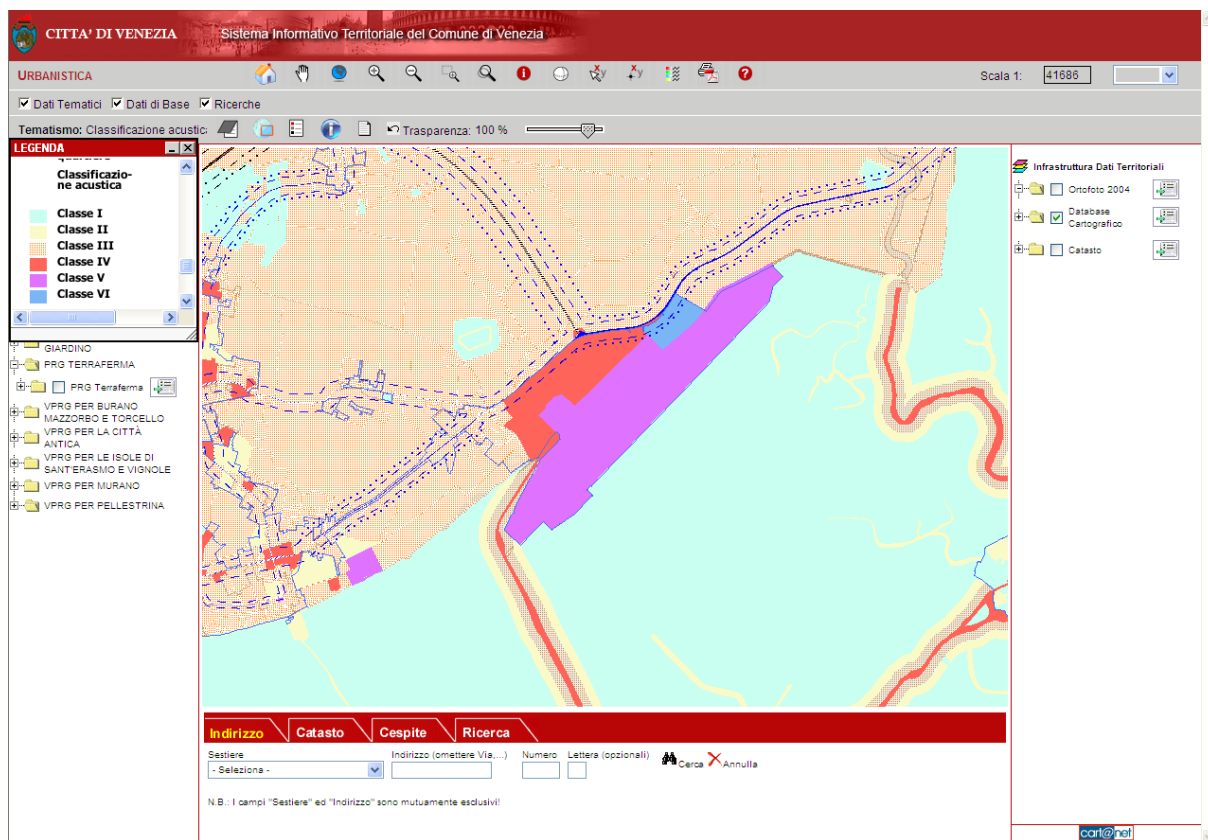 CITTA' DI VENEZIA
Sistema Informativo Territoriale del Comune di Venezia
URBANISTICA
Scala 1: 41686
Dati Tematici Dati di Base Ricerche
Tematismo: Classificazione acustic
Trasparenza: 100 %
LEGENDA
Classificazio-
ne acustica
Classe I
Classe II
Classe III
Classe IV
Classe V
Classe VI
GIARDINO
PRG TERRAFERMA
PRG Terraferma
VPRG PER BURANO
MAZZORBO E TORCELLO
VPRG PER LA CITTÀ
ANTICA
VPRG PER LE ISOLE DI
SANT'ERASMO E VIGNOLE
VPRG PER MURANO
VPRG PER PELLESTRINA
Infrastruttura Dati Territoriali
Ortofoto 2004
Database
Cartografico
Catasto
Indirizzo Catasto Cespite Ricerca
Sestiere Indirizzo (omettere Via,...) Numero Lettera (opzionali)
- Seleziona -
Cerca Annulla
N.B.: I campi "Sestiere" ed "Indirizzo" sono mutuamente esclusivi!
cart@net